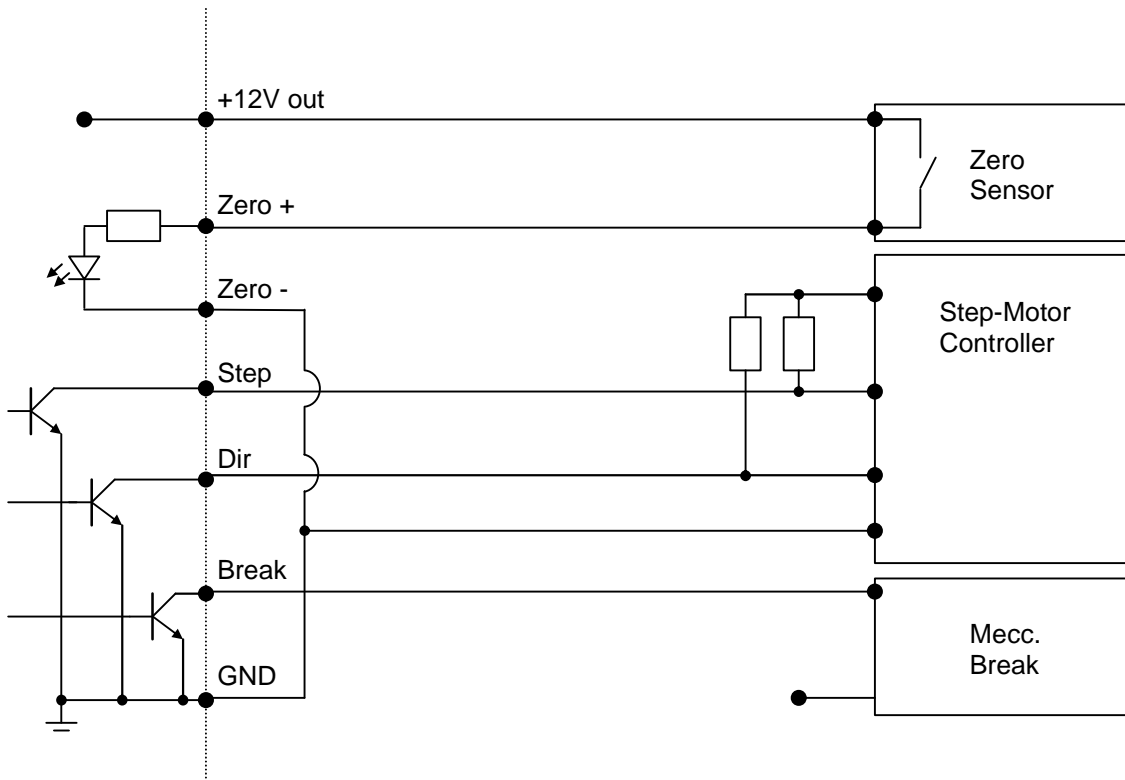 +12V out
Zero
Sensor
Zero +
Zero -
Step-Motor
Controller
Step
Dir
Break
Mecc.
Break
GND